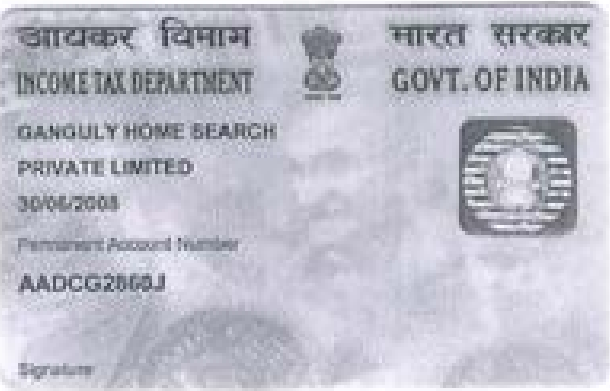 आयकर विभाग
भारत सरकार
INCOME TAX DEPARTMENT
GOVT. OF INDIA
GANGULY HOME SEARCH
PRIVATE LIMITED
30/06/2008
Permanent Account Number
Signature